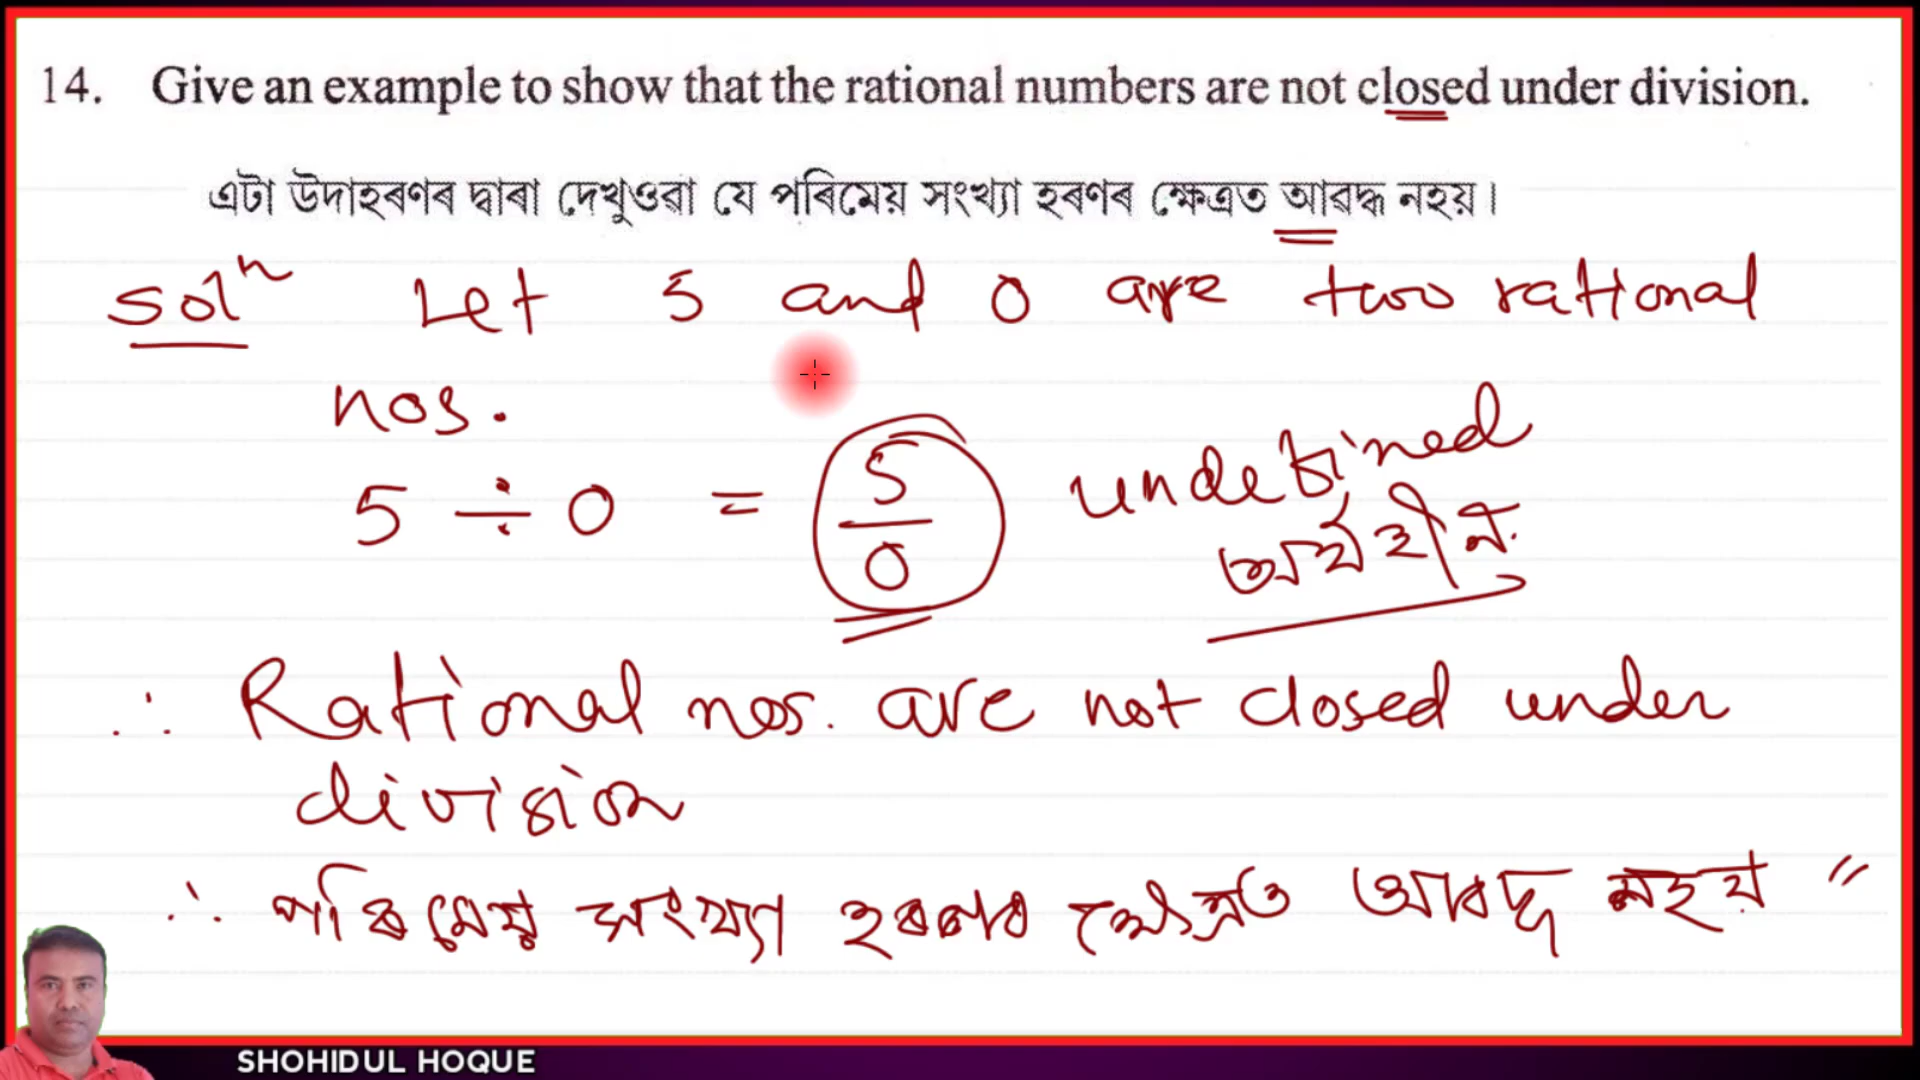 14. Give an example to show that the rational numbers are not closed under division.
এটা উদাহৰণৰ দ্বাৰা দেখুওৱা যে পৰিমেয় সংখ্যা হৰণৰ ক্ষেত্ৰত আৱদ্ধ নহয়।
Solⁿ Let 5 and 0 are two rational
nos.
5 ÷ 0 = 5/0 undefined
অৰ্থহীন.
∴ Rational nos. are not closed under
division
∴ পৰিমেয় সংখ্যা হৰণৰ ক্ষেত্ৰত আবদ্ধ নহয় "
SHOHIDUL HOQUE